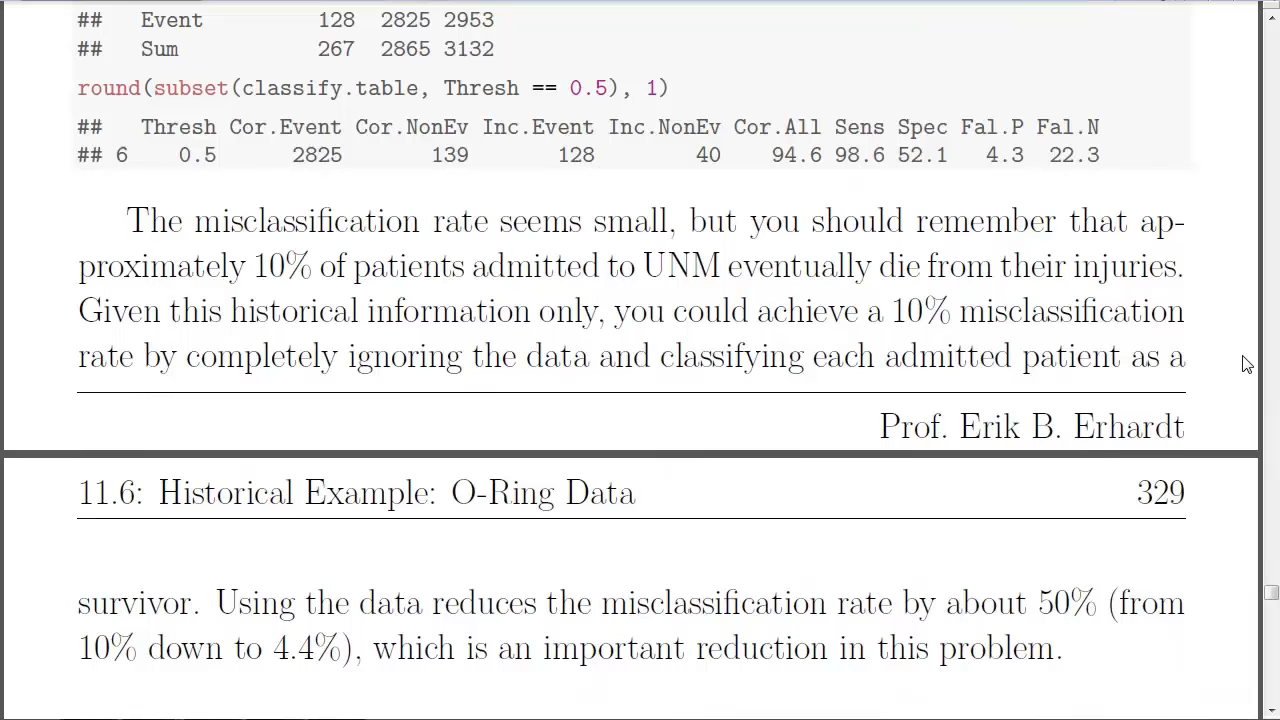 ## Event 128 2825 2953
## Sum 267 2865 3132
round(subset(classify.table, Thresh == 0.5), 1)
## Thresh Cor.Event Cor.NonEv Inc.Event Inc.NonEv Cor.All Sens Spec Fal.P Fal.N
## 6 0.5 2825 139 128 40 94.6 98.6 52.1 4.3 22.3
The misclassification rate seems small, but you should remember that ap-
proximately 10% of patients admitted to UNM eventually die from their injuries.
Given this historical information only, you could achieve a 10% misclassification
rate by completely ignoring the data and classifying each admitted patient as a
Prof. Erik B. Erhardt
11.6: Historical Example: O-Ring Data 329
survivor. Using the data reduces the misclassification rate by about 50% (from
10% down to 4.4%), which is an important reduction in this problem.